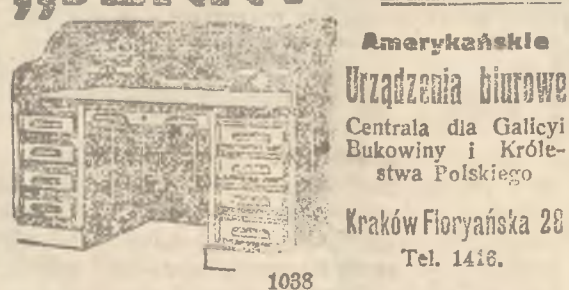 Amerykańskie
Urządzenia biurowe
Centrala dla Galicyi
Bukowiny i Króle-
stwa Polskiego
Kraków Floryańska 28
Tel. 1416.
1038